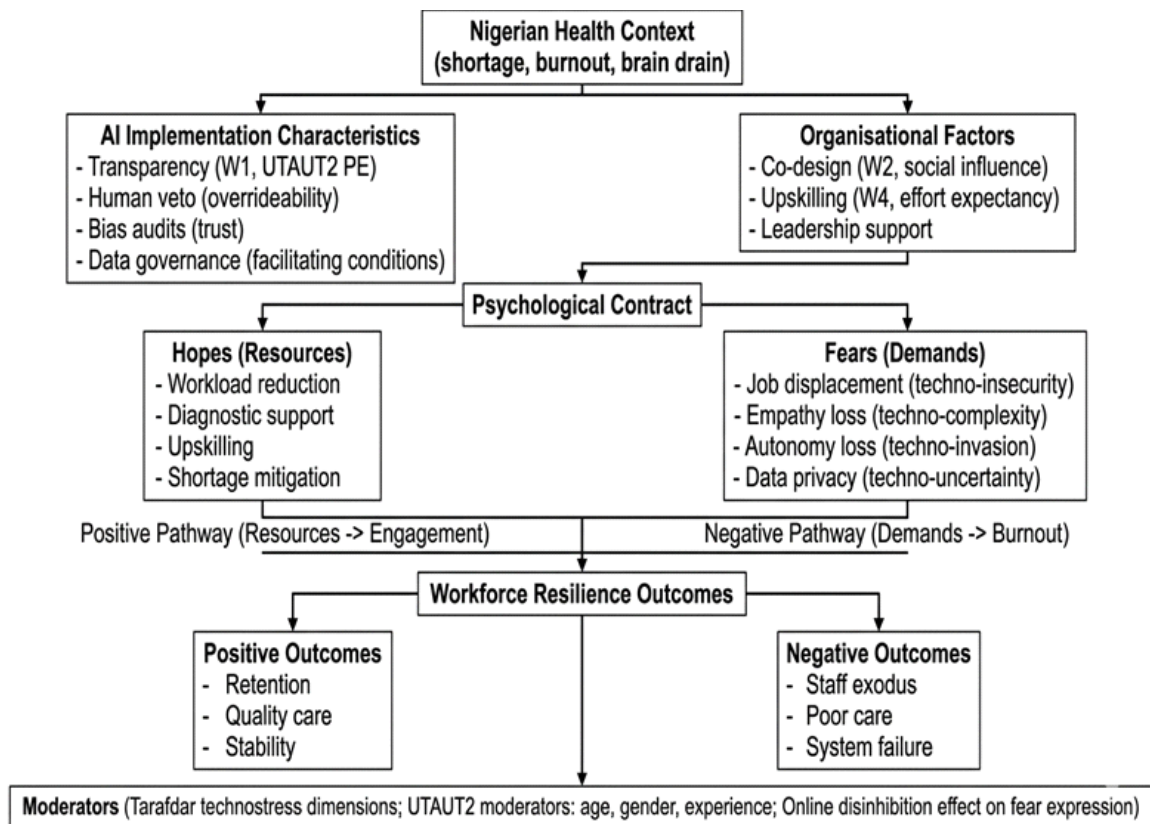 Nigerian Health Context
(shortage, burnout, brain drain)
AI Implementation Characteristics
- Transparency (W1, UTAUT2 PE)
- Human veto (overrideability)
- Bias audits (trust)
- Data governance (facilitating conditions)
Organisational Factors
- Co-design (W2, social influence)
- Upskilling (W4, effort expectancy)
- Leadership support
Psychological Contract
Hopes (Resources)
- Workload reduction
- Diagnostic support
- Upskilling
- Shortage mitigation
Fears (Demands)
- Job displacement (techno-insecurity)
- Empathy loss (techno-complexity)
- Autonomy loss (techno-invasion)
- Data privacy (techno-uncertainty)
Positive Pathway (Resources -> Engagement)
Negative Pathway (Demands -> Burnout)
Workforce Resilience Outcomes
Positive Outcomes
- Retention
- Quality care
- Stability
Negative Outcomes
- Staff exodus
- Poor care
- System failure
Moderators (Tarafdar technostress dimensions; UTAUT2 moderators: age, gender, experience; Online disinhibition effect on fear expression)